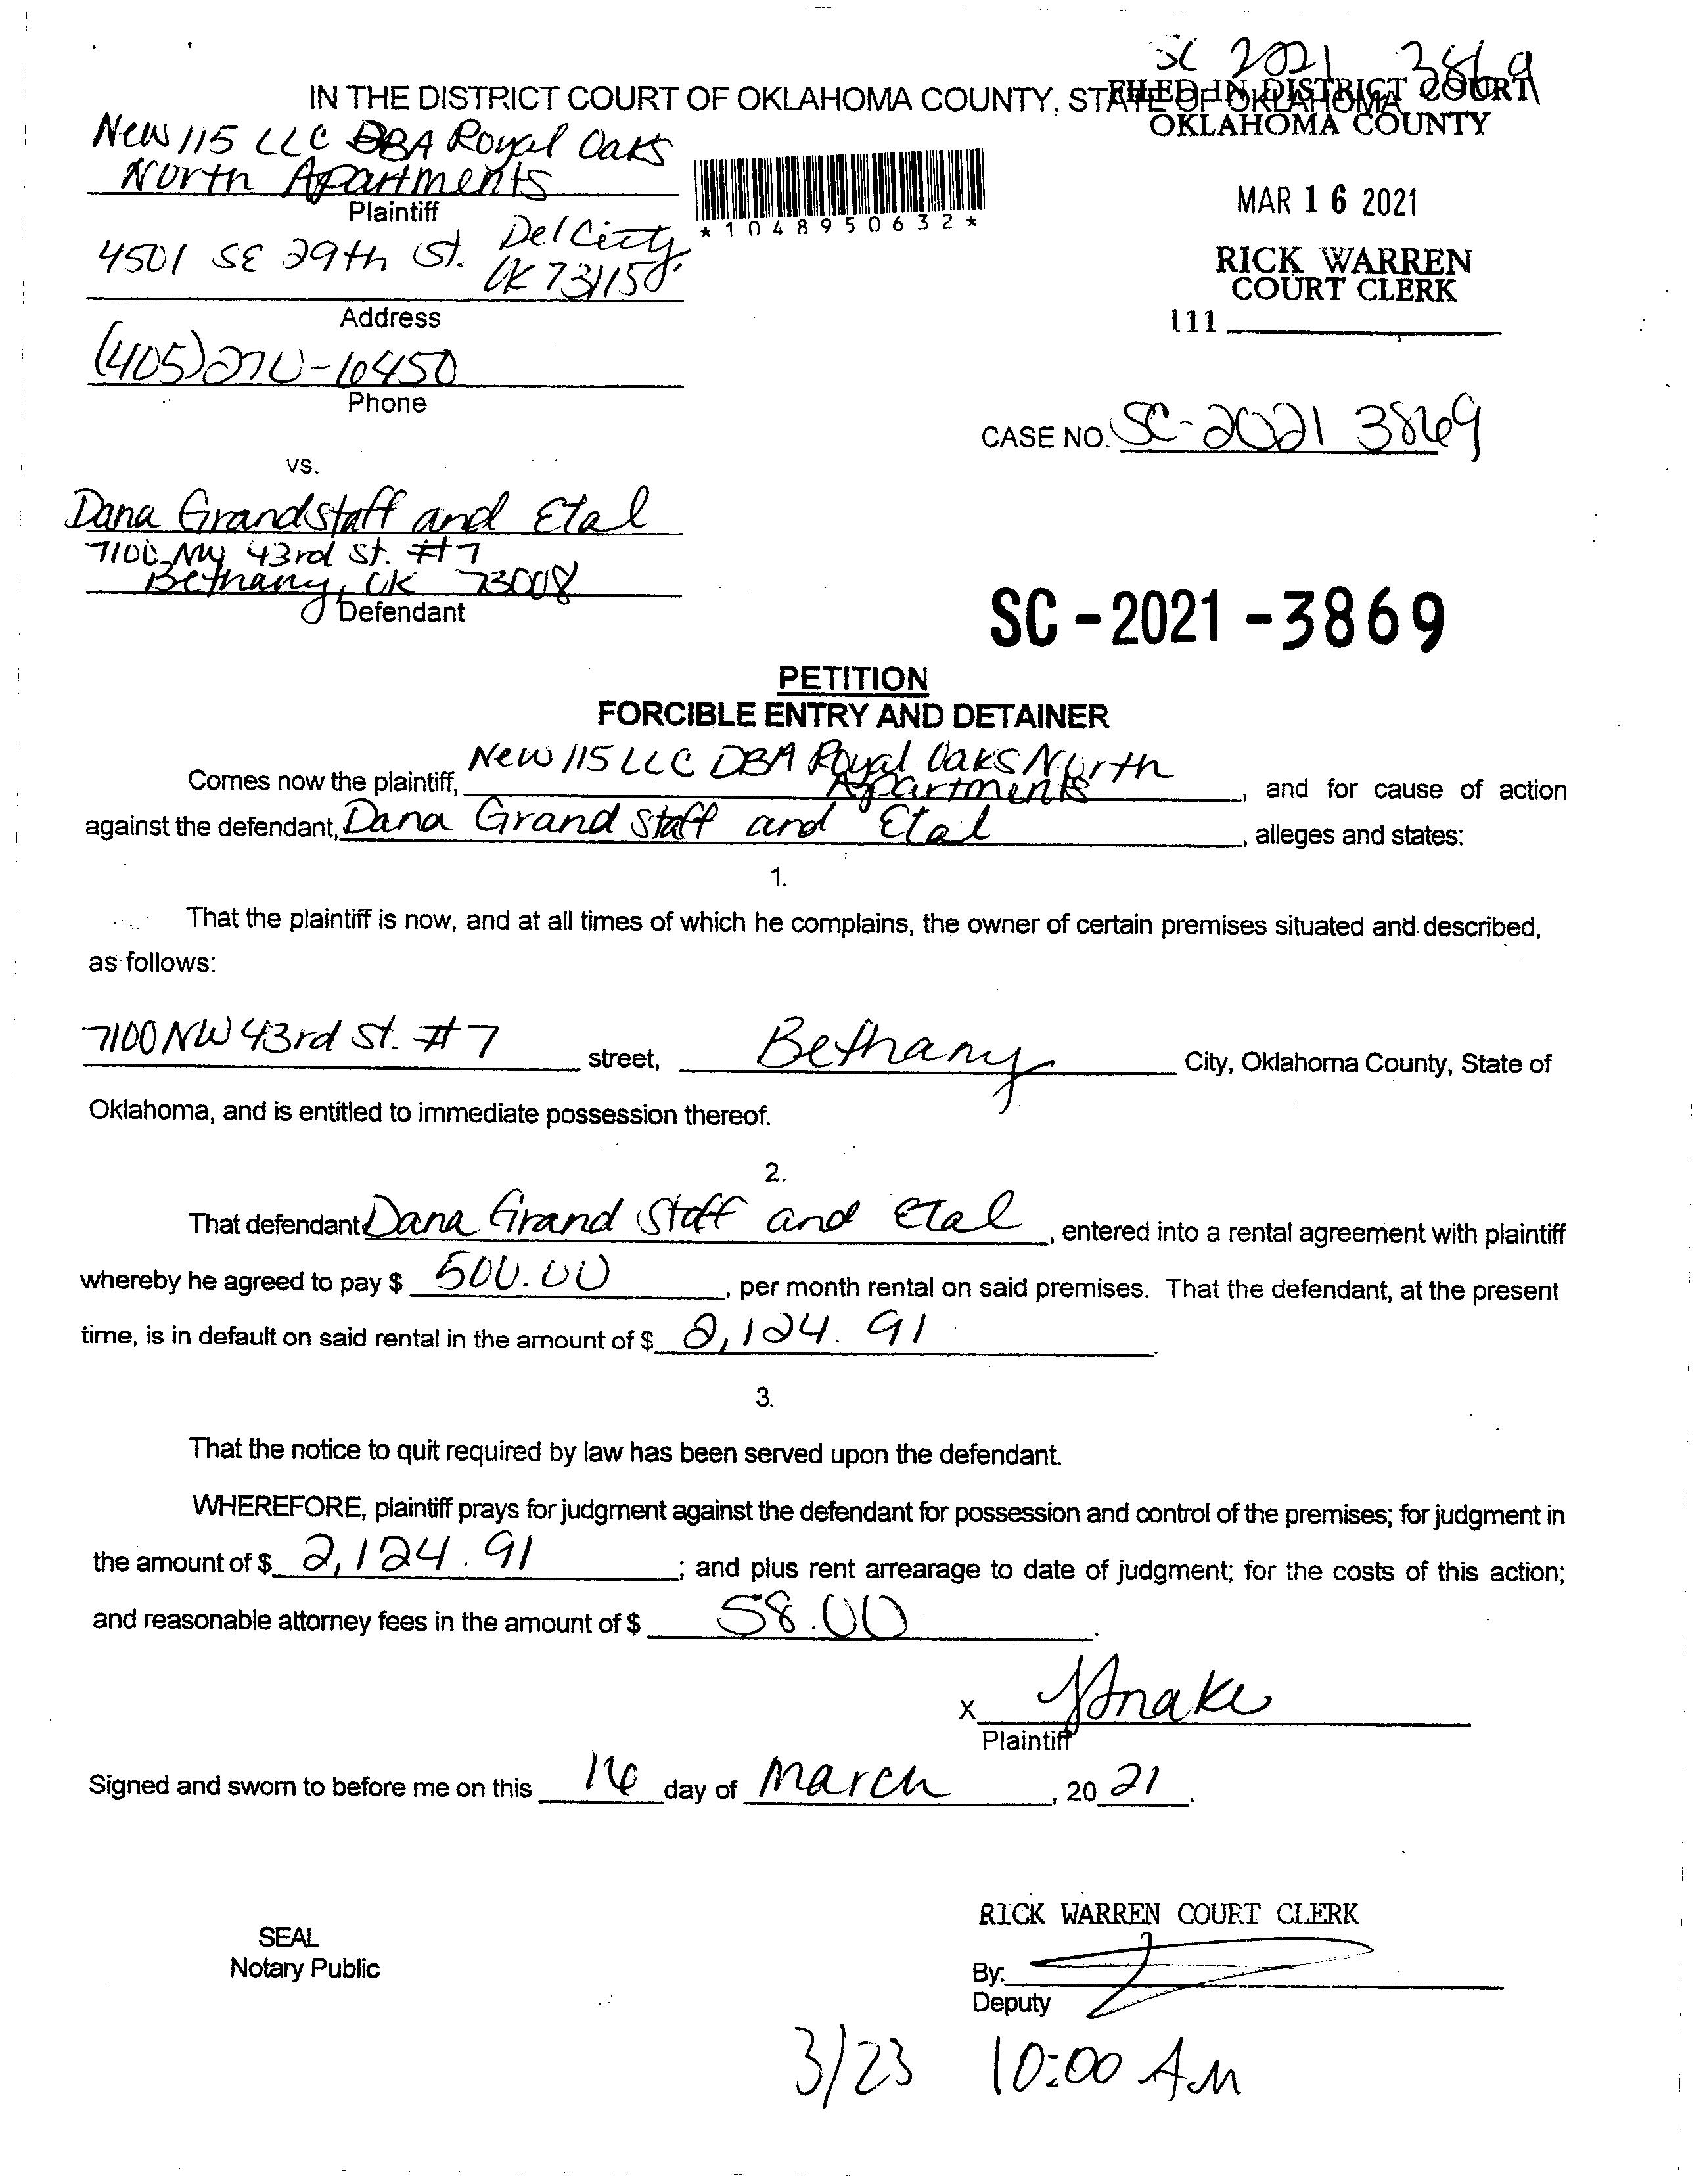 SC 2021 3869
IN THE DISTRICT COURT OF OKLAHOMA COUNTY, STATE OF OKLAHOMA
FILED IN DISTRICT COURT
OKLAHOMA COUNTY
New 115 LLC DBA Royal Oaks
North Apartments
Plaintiff
*1048950632*
MAR 16 2021
4501 SE 29th St. Del City,
OK 73115
Address
RICK WARREN
COURT CLERK
111
Phone
CASE NO. SC-2021 3869
vs.
Dana Grandstaff and Etal
7100 NW 43rd St. #7
Bethany, OK 73008
Defendant
SC-2021-3869
PETITION
FORCIBLE ENTRY AND DETAINER
Comes now the plaintiff, New 115 LLC DBA Royal Oaks North Apartments, and for cause of action
against the defendant, Dana Grand Staff and Etal, alleges and states:
1.
That the plaintiff is now, and at all times of which he complains, the owner of certain premises situated and described,
as follows:
7100 NW 43rd St. #7 street, Bethany City, Oklahoma County, State of
Oklahoma, and is entitled to immediate possession thereof.
2.
That defendant Dana Grand Staff and etal, entered into a rental agreement with plaintiff
whereby he agreed to pay $ 500.00, per month rental on said premises. That the defendant, at the present
time, is in default on said rental in the amount of $ 2,124.91.
3.
That the notice to quit required by law has been served upon the defendant.
WHEREFORE, plaintiff prays for judgment against the defendant for possession and control of the premises; for judgment in
the amount of $ 2,124.91; and plus rent arrearage to date of judgment; for the costs of this action;
and reasonable attorney fees in the amount of $ 58.00.
X
Plaintiff
Signed and sworn to before me on this 16 day of March, 20 21.
RICK WARREN COURT CLERK
SEAL
Notary Public
By:
Deputy
3/23 10:00 AM